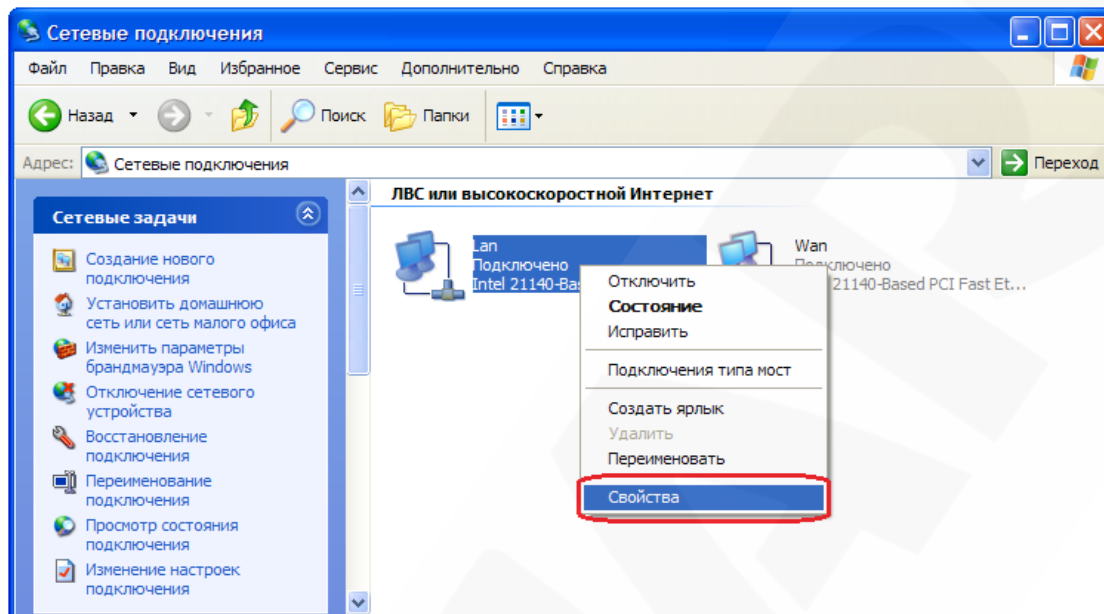 Сетевые подключения
Файл Правка Вид Избранное Сервис Дополнительно Справка
Назад Поиск Папки
Адрес: Сетевые подключения Переход
Сетевые задачи
Создание нового
подключения
Установить домашнюю
сеть или сеть малого офиса
Изменить параметры
брандмауэра Windows
Отключение сетевого
устройства
Восстановление
подключения
Переименование
подключения
Просмотр состояния
подключения
Изменение настроек
подключения
ЛВС или высокоскоростной Интернет
Lan
Подключено
Intel 21140-Bas
Wan
Подключено
21140-Based PCI Fast Et...
Отключить
Состояние
Исправить
Подключения типа мост
Создать ярлык
Удалить
Переименовать
Свойства